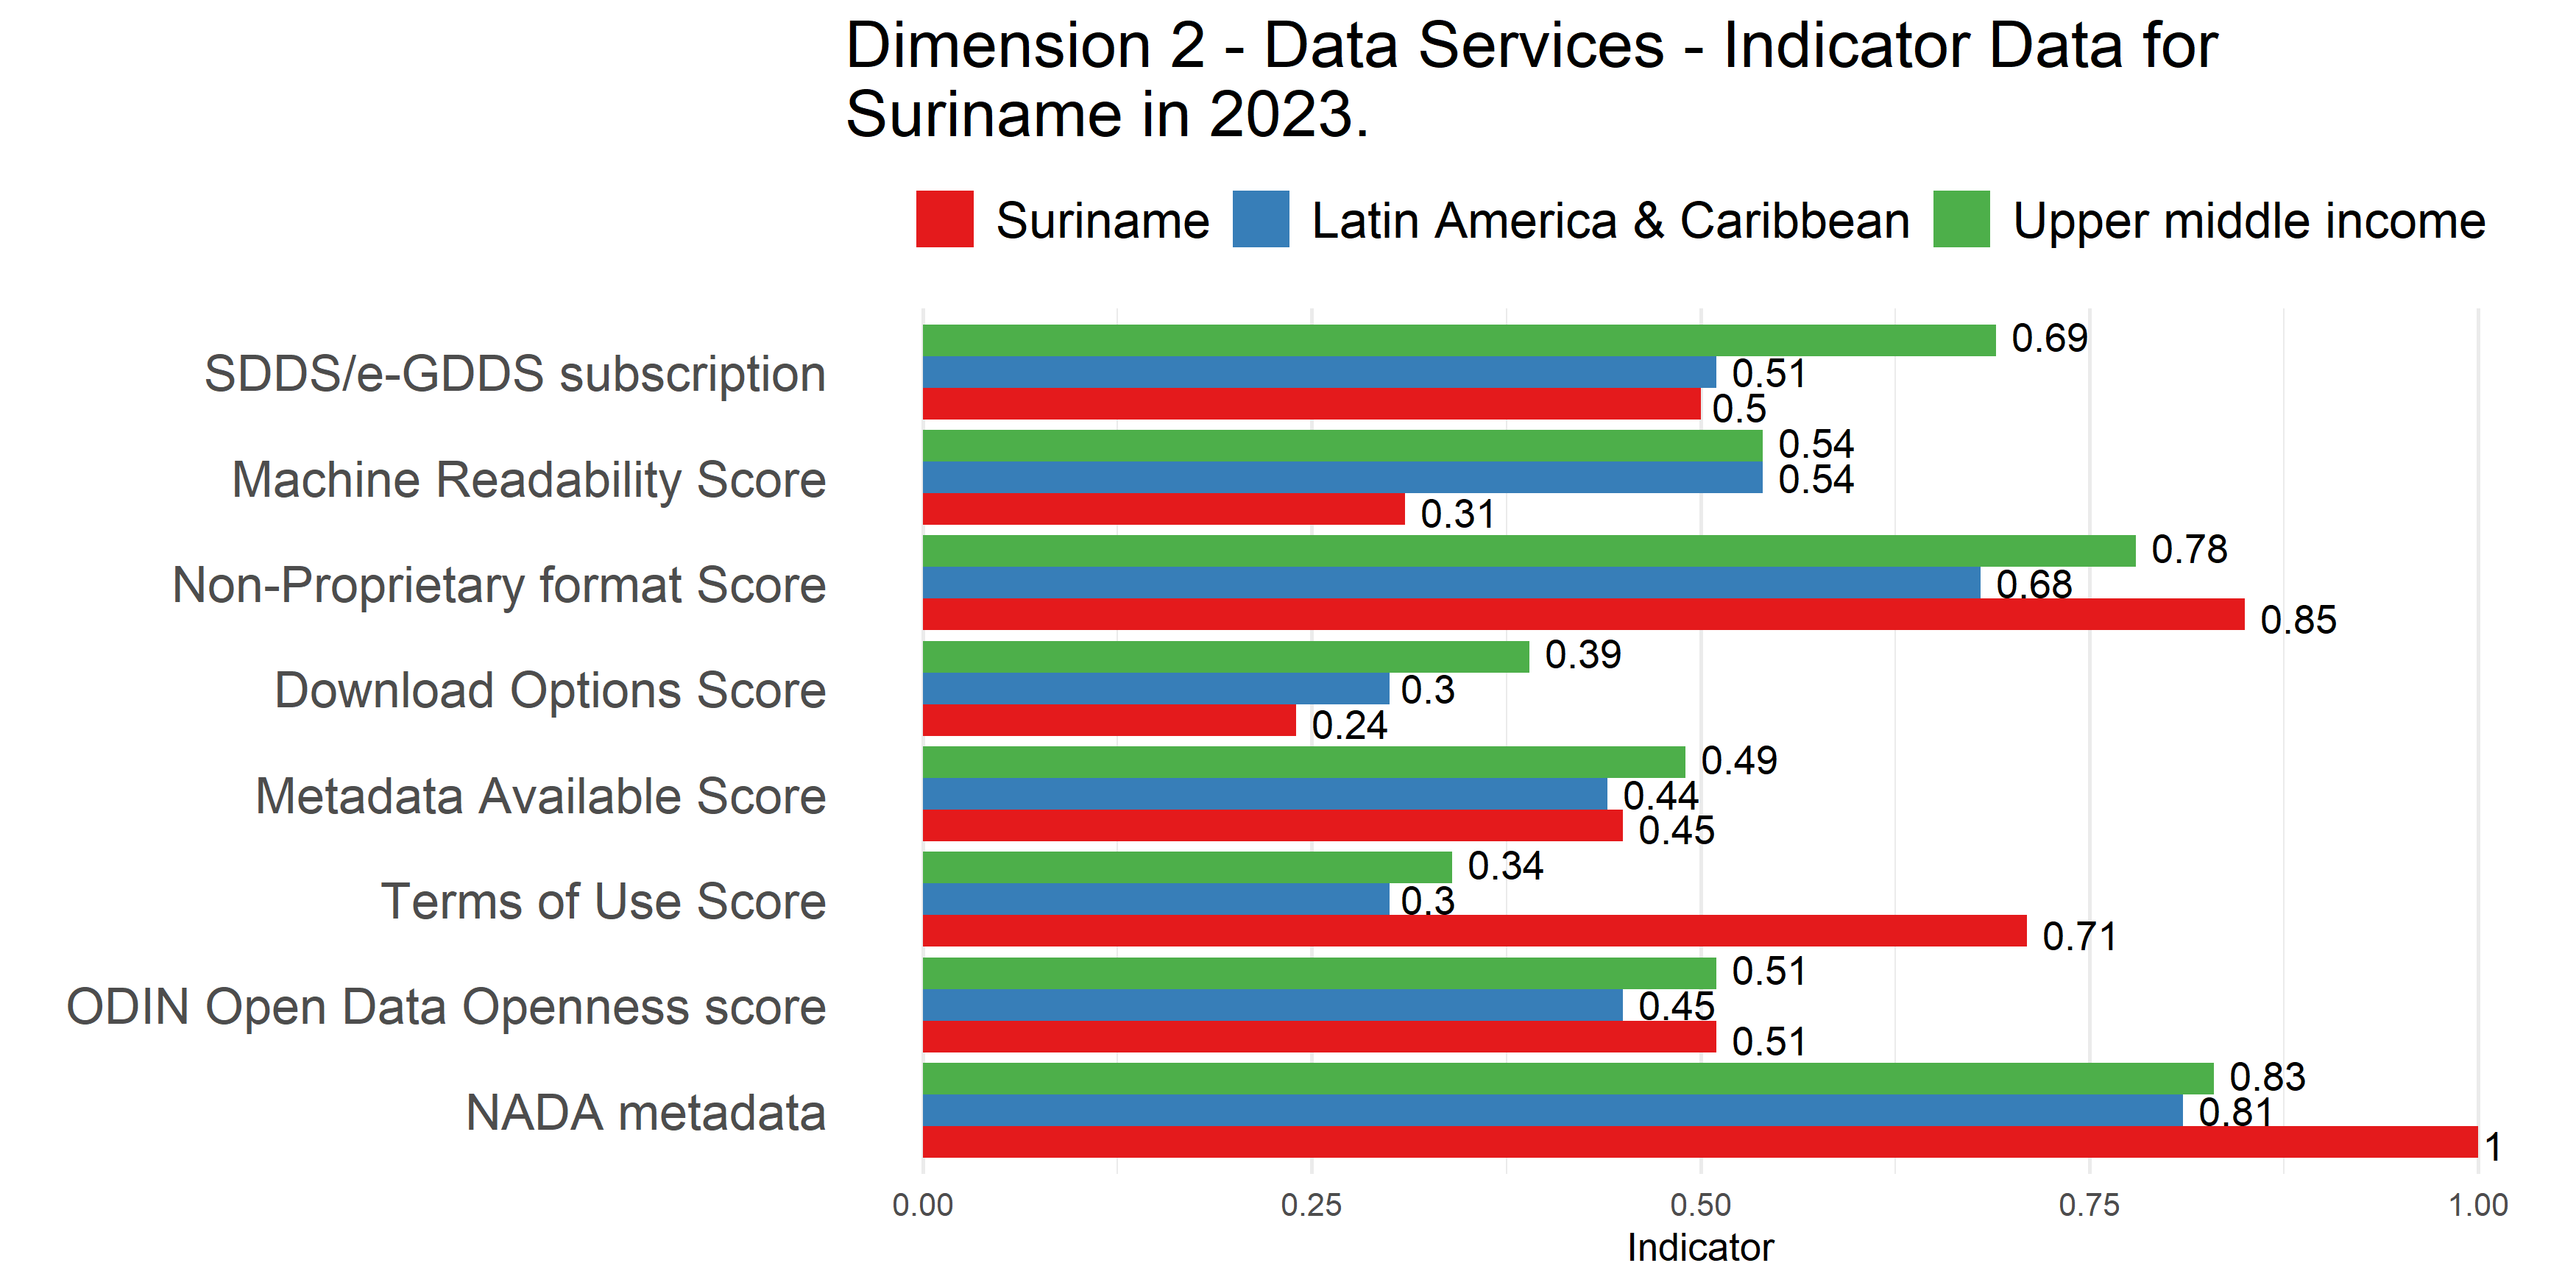 Dimension 2 - Data Services - Indicator Data for
Suriname in 2023.
Suriname Latin America & Caribbean Upper middle income
SDDS/e-GDDS subscription
0.69
0.51
0.5
Machine Readability Score
0.54
0.54
0.31
Non-Proprietary format Score
0.78
0.68
0.85
Download Options Score
0.39
0.3
0.24
Metadata Available Score
0.49
0.44
0.45
Terms of Use Score
0.34
0.3
0.71
ODIN Open Data Openness score
0.51
0.45
0.51
NADA metadata
0.83
0.81
1
0.00 0.25 0.50 0.75 1.00
Indicator